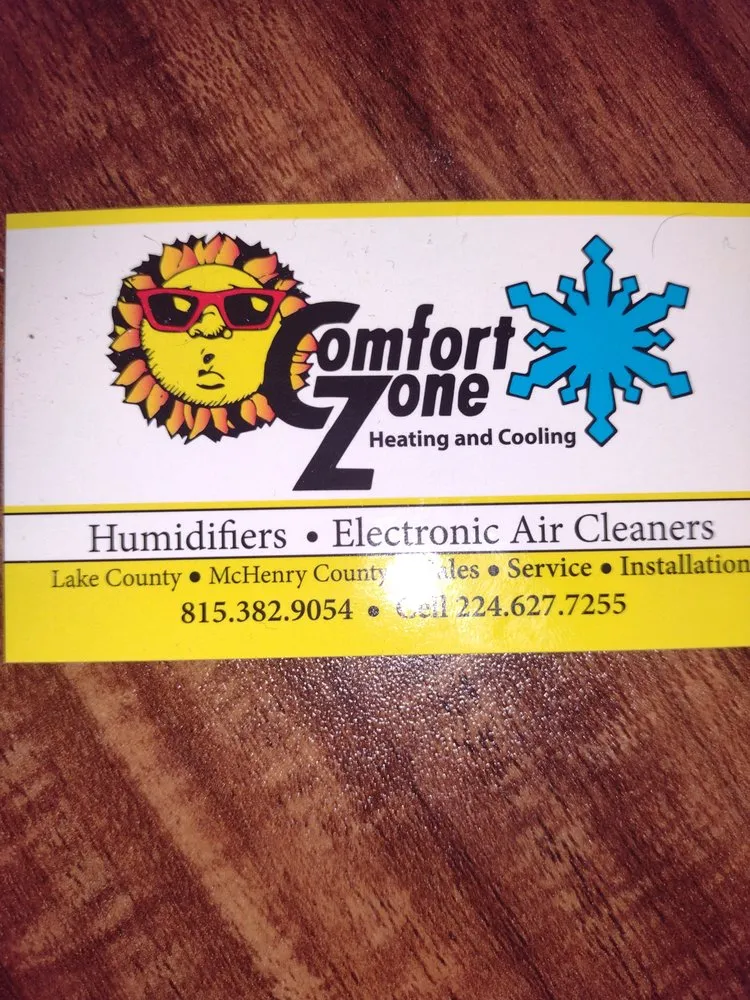 Comfort
Zone
Heating and Cooling
Humidifiers • Electronic Air Cleaners
Lake County • McHenry County • Sales • Service • Installation
815.382.9054 • Cell 224.627.7255